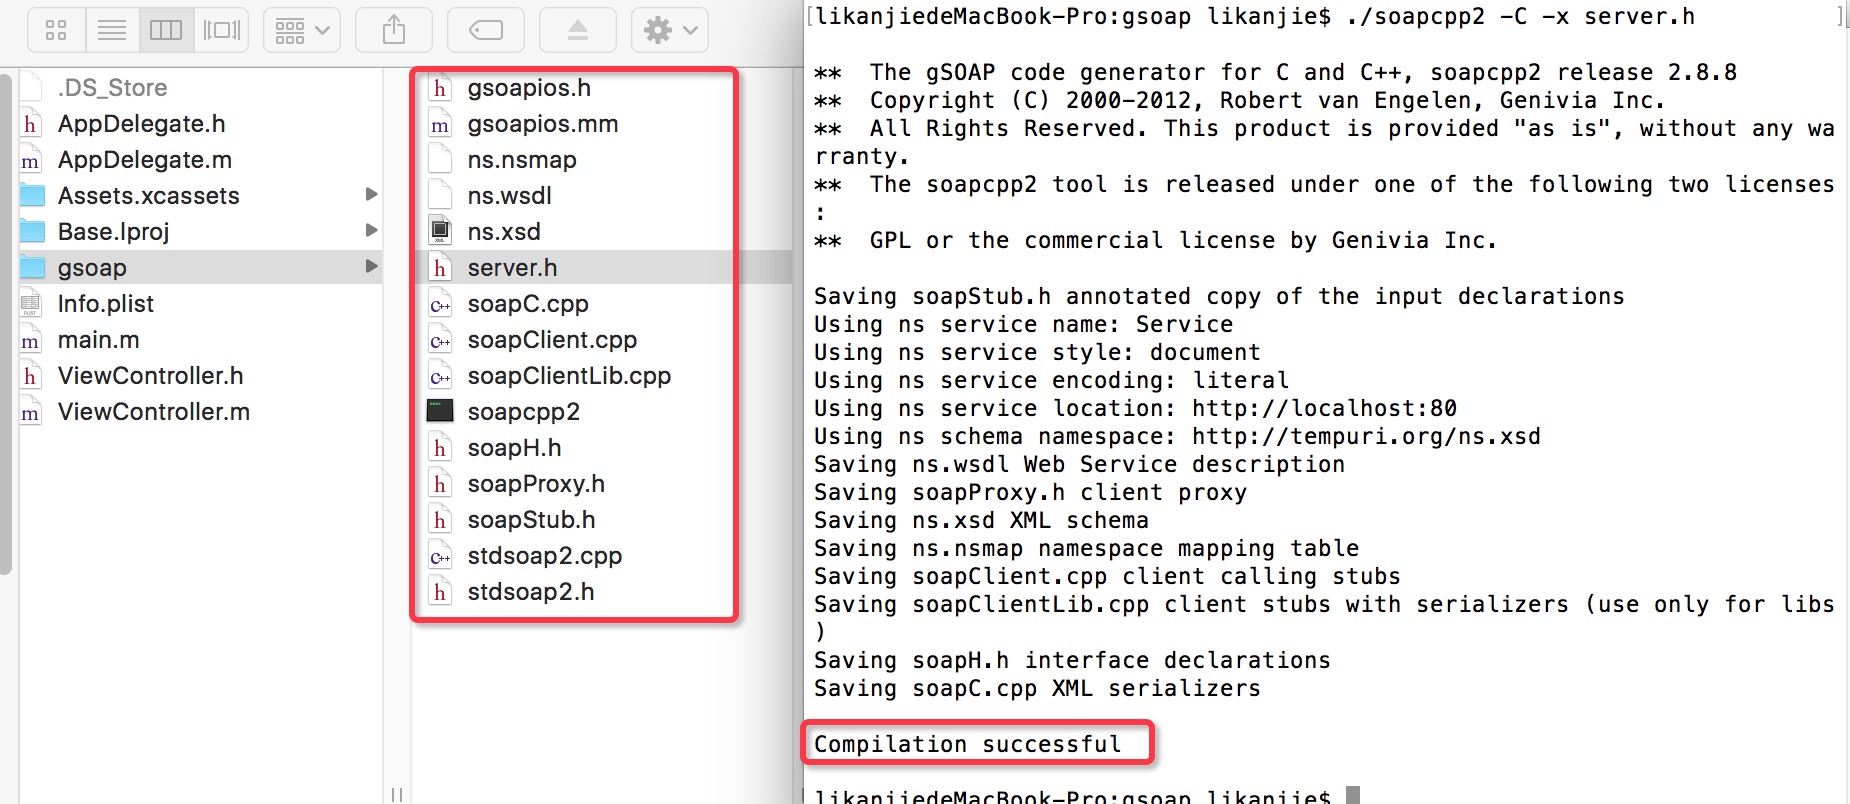 .DS_Store
AppDelegate.h
AppDelegate.m
Assets.xcassets
Base.lproj
gsoap
Info.plist
main.m
ViewController.h
ViewController.m
gsoapios.h
gsoapios.mm
ns.nsmap
ns.wsdl
ns.xsd
server.h
soapC.cpp
soapClient.cpp
soapClientLib.cpp
soapcpp2
soapH.h
soapProxy.h
soapStub.h
stdsoap2.cpp
stdsoap2.h
[likanjiedeMacBook-Pro:gsoap likanjie$ ./soapcpp2 -C -x server.h ]
** The gSOAP code generator for C and C++, soapcpp2 release 2.8.8
** Copyright (C) 2000-2012, Robert van Engelen, Genivia Inc.
** All Rights Reserved. This product is provided "as is", without any wa
rranty.
** The soapcpp2 tool is released under one of the following two licenses
:
** GPL or the commercial license by Genivia Inc.
Saving soapStub.h annotated copy of the input declarations
Using ns service name: Service
Using ns service style: document
Using ns service encoding: literal
Using ns service location: http://localhost:80
Using ns schema namespace: http://tempuri.org/ns.xsd
Saving ns.wsdl Web Service description
Saving soapProxy.h client proxy
Saving ns.xsd XML schema
Saving ns.nsmap namespace mapping table
Saving soapClient.cpp client calling stubs
Saving soapClientLib.cpp client stubs with serializers (use only for libs
)
Saving soapH.h interface declarations
Saving soapC.cpp XML serializers
Compilation successful
likanjiedeMacBook-Pro:gsoap likanjie$